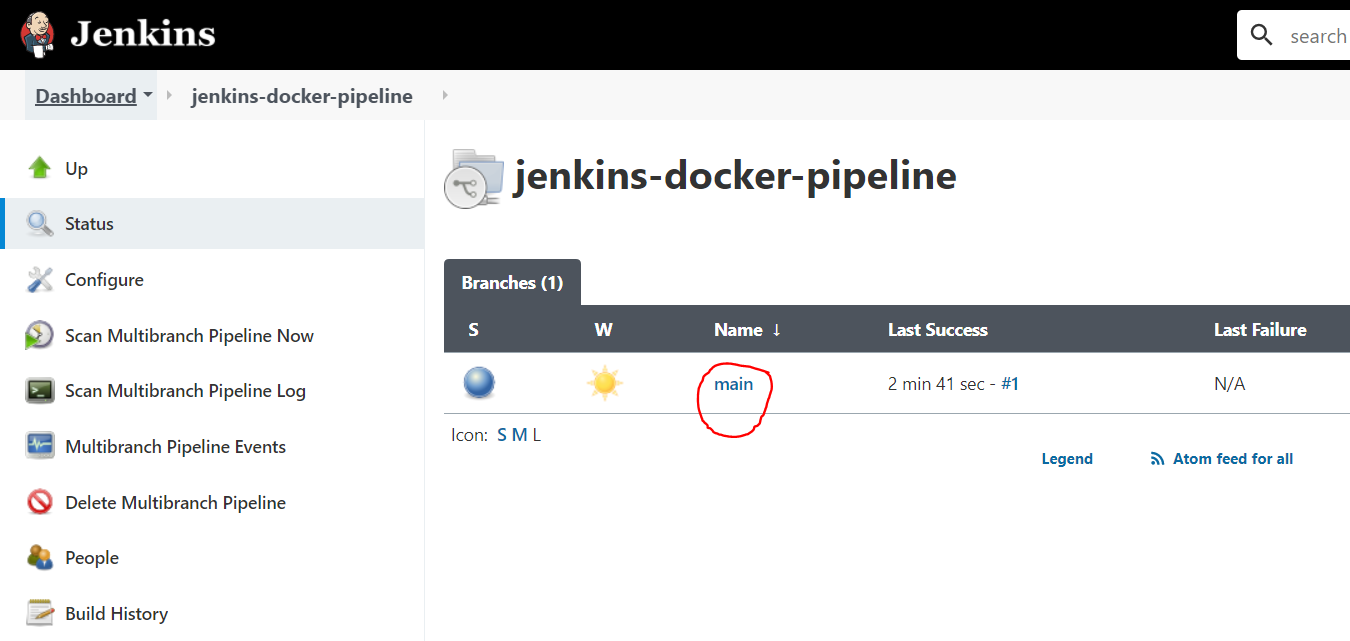 Jenkins
search
Dashboard jenkins-docker-pipeline
Up
Status
Configure
Scan Multibranch Pipeline Now
Scan Multibranch Pipeline Log
Multibranch Pipeline Events
Delete Multibranch Pipeline
People
Build History
jenkins-docker-pipeline
Branches (1)
S W Name ↓ Last Success Last Failure
main 2 min 41 sec - #1 N/A
Icon: S M L
Legend Atom feed for all